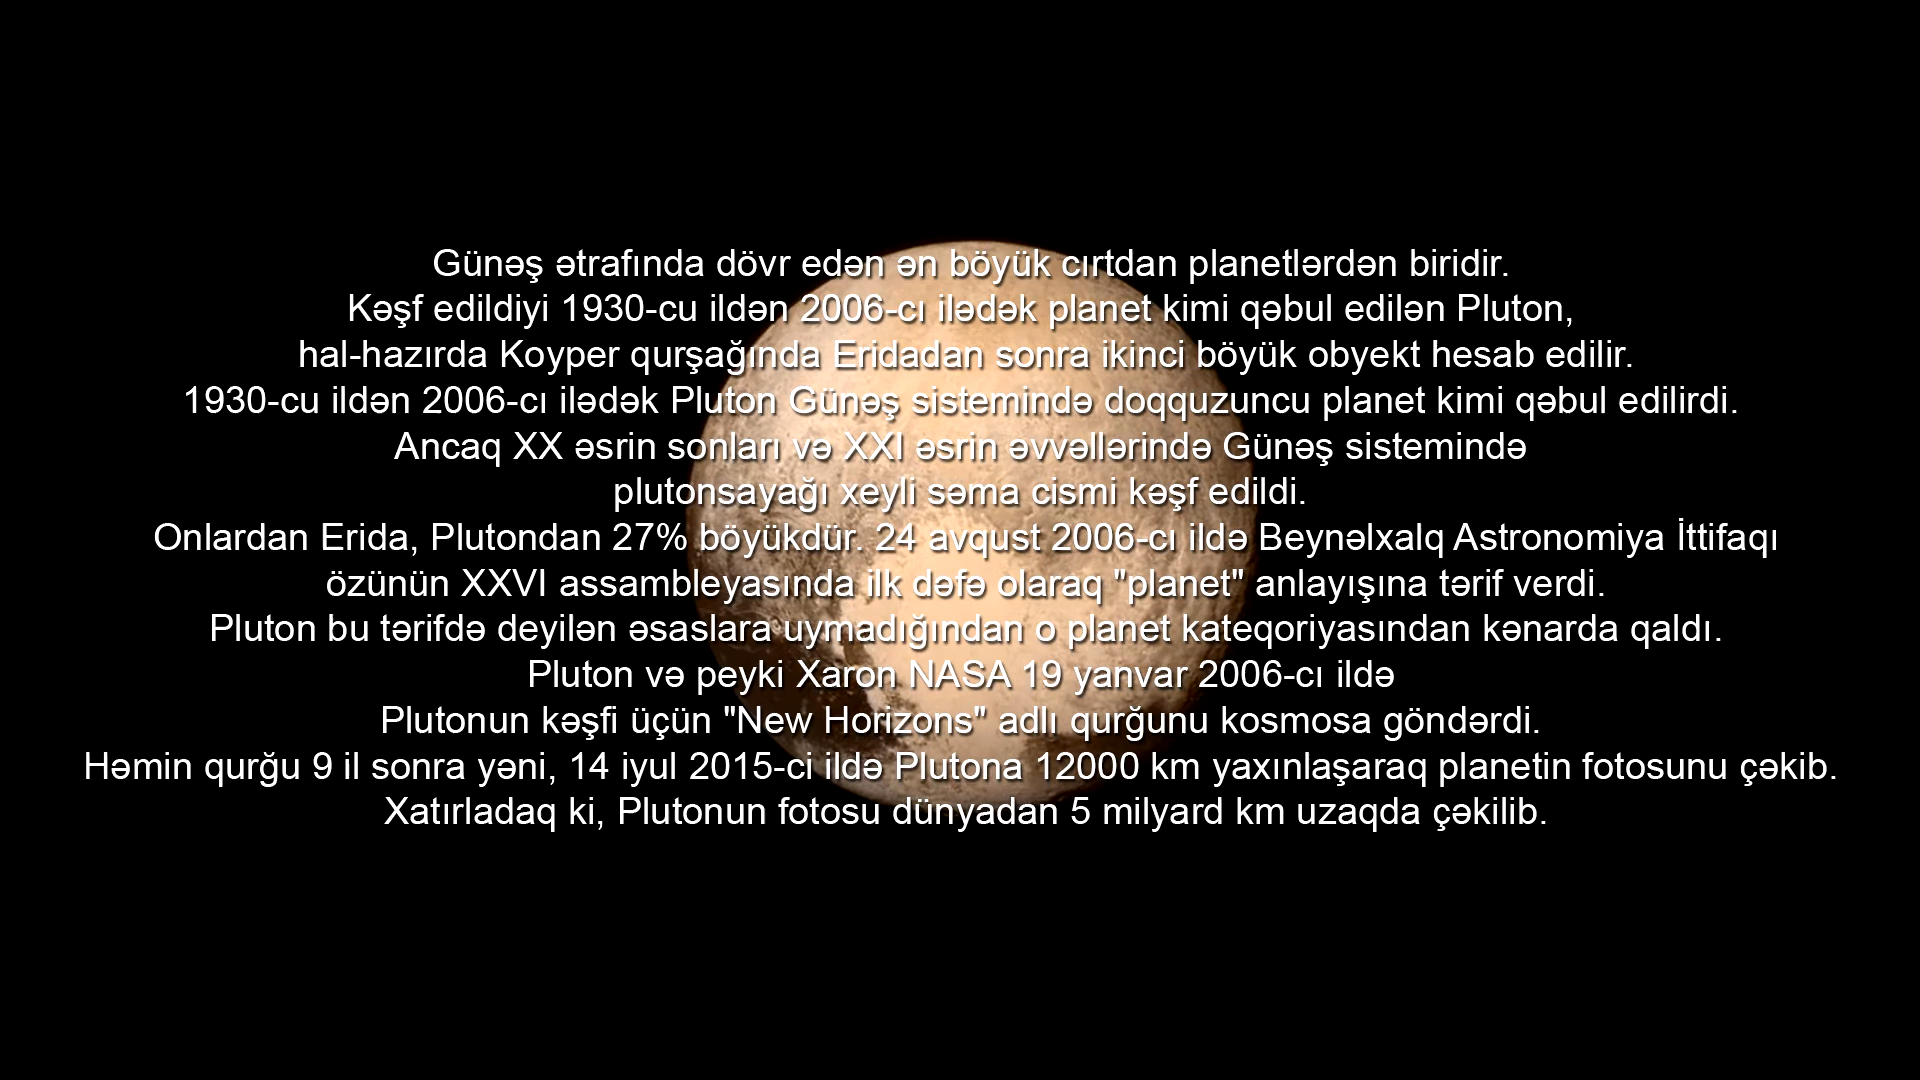 Günəş ətrafında dövr edən ən böyük cırtdan planetlərdən biridir.
Kəşf edildiyi 1930-cu ildən 2006-cı ilədək planet kimi qəbul edilən Pluton,
hal-hazırda Koyper qurşağında Eridadan sonra ikinci böyük obyekt hesab edilir.
1930-cu ildən 2006-cı ilədək Pluton Günəş sistemində doqquzuncu planet kimi qəbul edilirdi.
Ancaq XX əsrin sonları və XXI əsrin əvvəllərində Günəş sistemində
plutonsayağı xeyli səma cismi kəşf edildi.
Onlardan Erida, Plutondan 27% böyükdür. 24 avqust 2006-cı ildə Beynəlxalq Astronomiya İttifaqı
özünün XXVI assambleyasında ilk dəfə olaraq "planet" anlayışına tərif verdi.
Pluton bu tərifdə deyilən əsaslara uymadığından o planet kateqoriyasından kənarda qaldı.
Pluton və peyki Xaron NASA 19 yanvar 2006-cı ildə
Plutonun kəşfi üçün "New Horizons" adlı qurğunu kosmosa göndərdi.
Həmin qurğu 9 il sonra yəni, 14 iyul 2015-ci ildə Plutona 12000 km yaxınlaşaraq planetin fotosunu çəkib.
Xatırladaq ki, Plutonun fotosu dünyadan 5 milyard km uzaqda çəkilib.